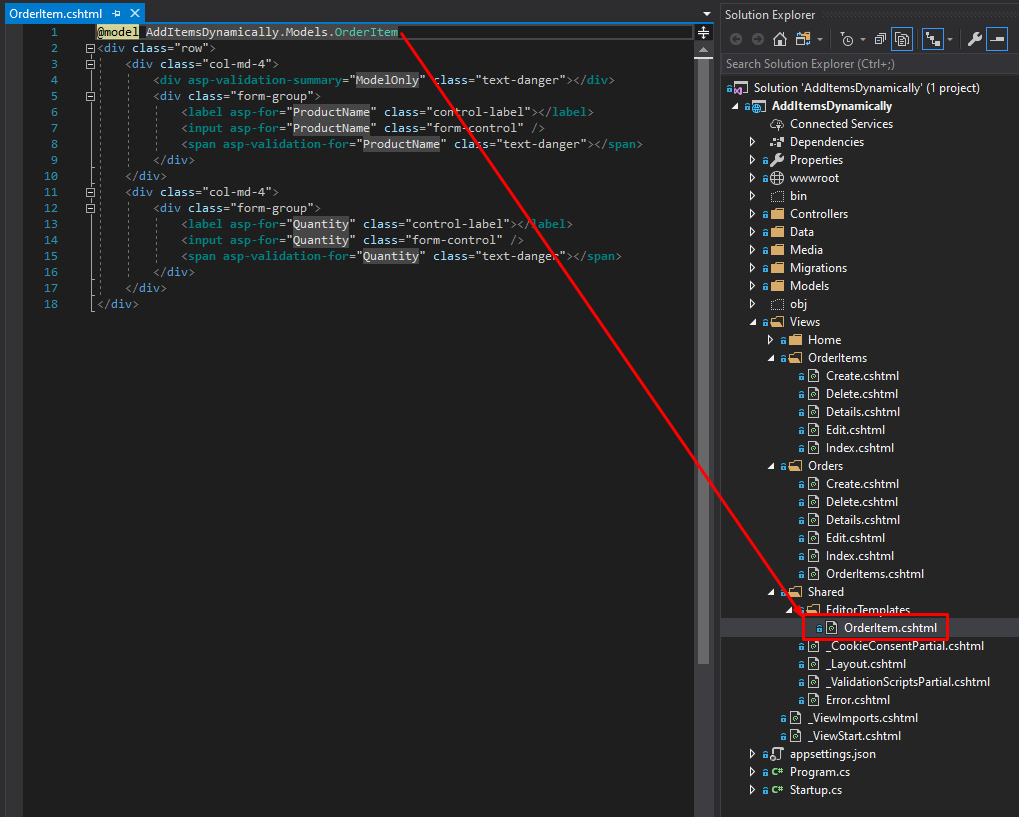 OrderItem.cshtml
1 @model AddItemsDynamically.Models.OrderItem
2 <div class="row">
3 <div class="col-md-4">
4 <div asp-validation-summary="ModelOnly" class="text-danger"></div>
5 <div class="form-group">
6 <label asp-for="ProductName" class="control-label"></label>
7 <input asp-for="ProductName" class="form-control" />
8 <span asp-validation-for="ProductName" class="text-danger"></span>
9 </div>
10 </div>
11 <div class="col-md-4">
12 <div class="form-group">
13 <label asp-for="Quantity" class="control-label"></label>
14 <input asp-for="Quantity" class="form-control" />
15 <span asp-validation-for="Quantity" class="text-danger"></span>
16 </div>
17 </div>
18 </div>
Solution Explorer
Search Solution Explorer (Ctrl+;)
Solution 'AddItemsDynamically' (1 project)
AddItemsDynamically
Connected Services
Dependencies
Properties
wwwroot
bin
Controllers
Data
Media
Migrations
Models
obj
Views
Home
OrderItems
Create.cshtml
Delete.cshtml
Details.cshtml
Edit.cshtml
Index.cshtml
Orders
Create.cshtml
Delete.cshtml
Details.cshtml
Edit.cshtml
Index.cshtml
OrderItems.cshtml
Shared
EditorTemplates
OrderItem.cshtml
_CookieConsentPartial.cshtml
_Layout.cshtml
_ValidationScriptsPartial.cshtml
Error.cshtml
_ViewImports.cshtml
_ViewStart.cshtml
appsettings.json
C# Program.cs
C# Startup.cs